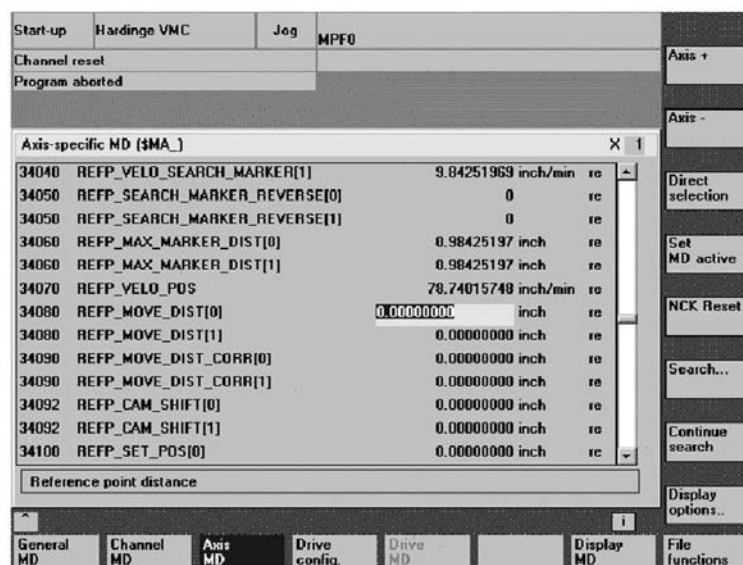 Start-up Hardinge VMC Jog MPF0
Channel reset
Program aborted
Axis-specific MD ($MA_) X 1
34040 REFP_VELO_SEARCH_MARKER[1] 9.84251969 inch/min re
34050 REFP_SEARCH_MARKER_REVERSE[0] 0 re
34050 REFP_SEARCH_MARKER_REVERSE[1] 0 re
34060 REFP_MAX_MARKER_DIST[0] 0.98425197 inch re
34060 REFP_MAX_MARKER_DIST[1] 0.98425197 inch re
34070 REFP_VELO_POS 78.74015748 inch/min re
34080 REFP_MOVE_DIST[0] 0.00000000 inch re
34080 REFP_MOVE_DIST[1] 0.00000000 inch re
34090 REFP_MOVE_DIST_CORR[0] 0.00000000 inch re
34090 REFP_MOVE_DIST_CORR[1] 0.00000000 inch re
34092 REFP_CAM_SHIFT[0] 0.00000000 inch re
34092 REFP_CAM_SHIFT[1] 0.00000000 inch re
34100 REFP_SET_POS[0] 0.00000000 inch re
Reference point distance
Axis +
Axis -
Direct
selection
Set
MD active
NCK Reset
Search...
Continue
search
Display
options..
^ i
General
MD
Channel
MD
Axis
MD
Drive
config.
Drive
MD
Display
MD
File
functions